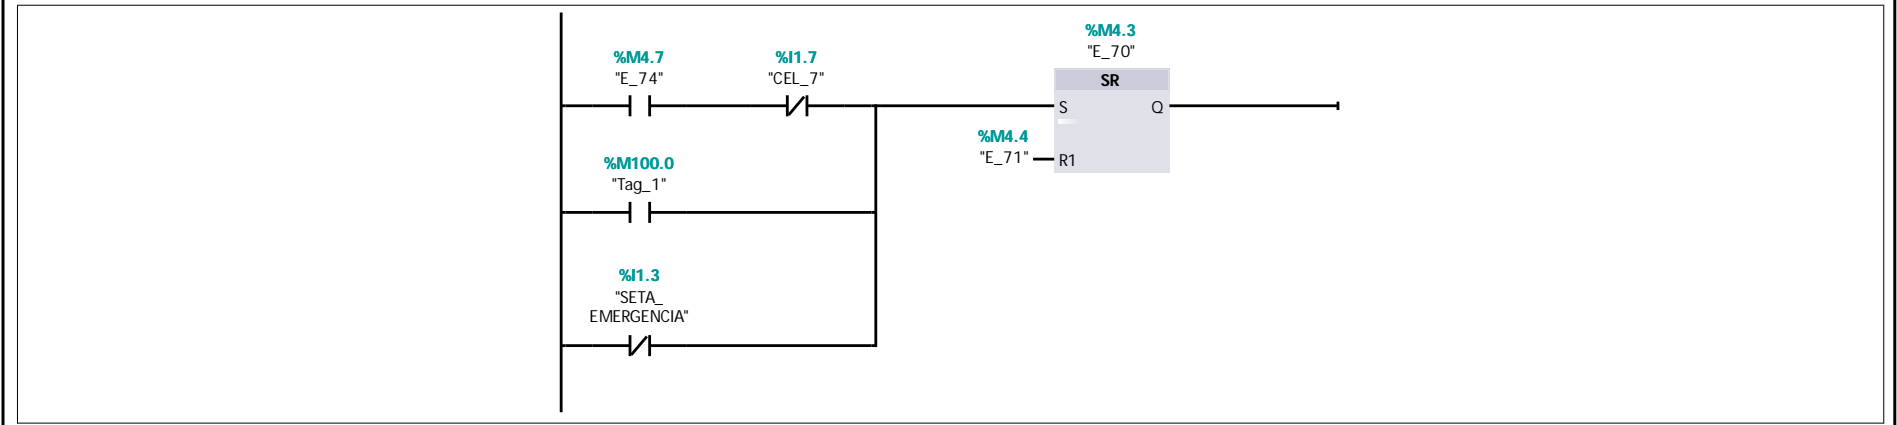 %M4.3
"E_70"
%M4.7
"E_74"
%I1.7
"CEL_7"
SR
S
Q
%M4.4
"E_71"
R1
%M100.0
"Tag_1"
%I1.3
"SETA_
EMERGENCIA"